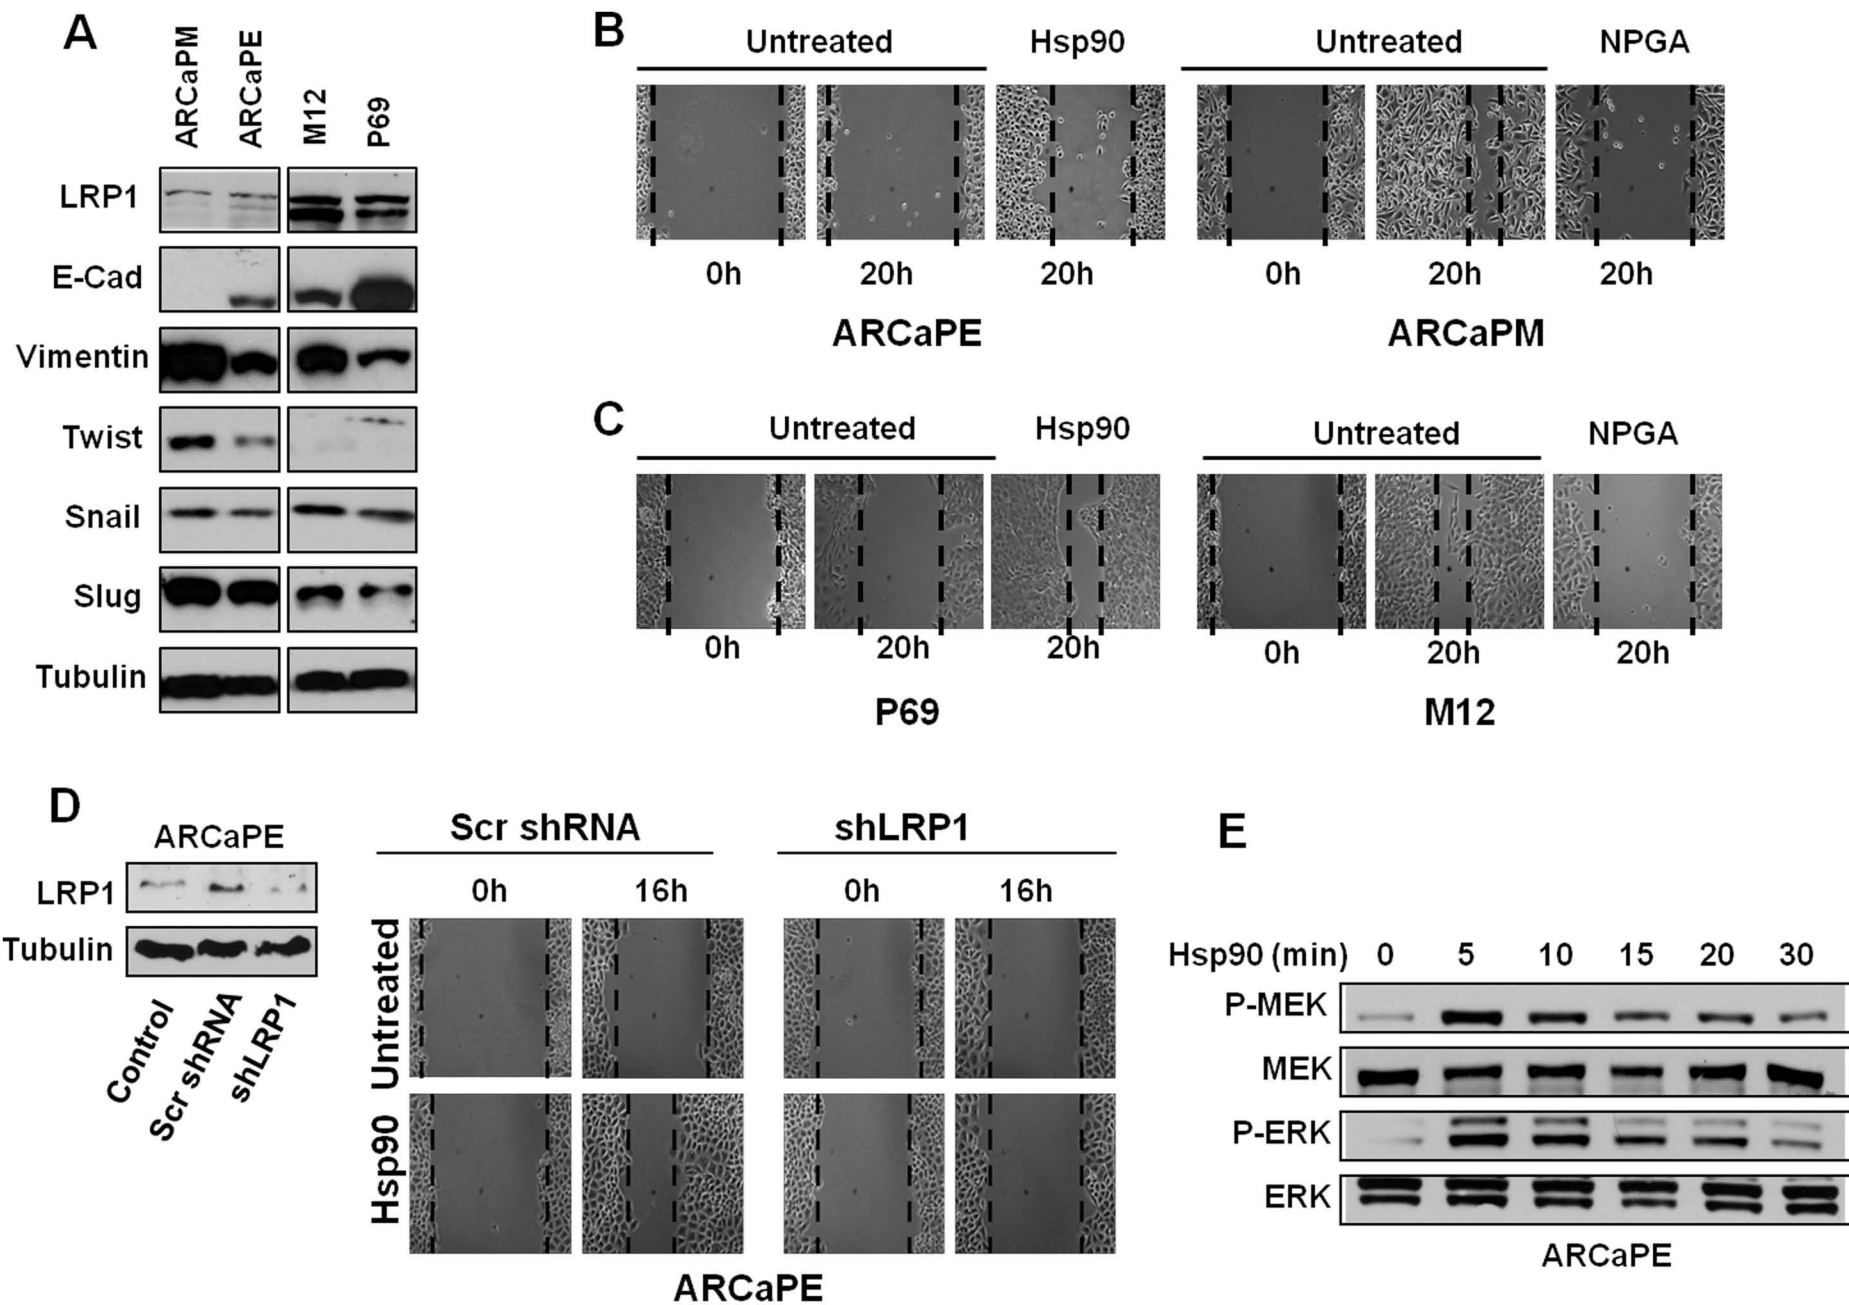 A
ARCaPM ARCaPE M12 P69
LRP1
E-Cad
Vimentin
Twist
Snail
Slug
Tubulin
B
Untreated Hsp90 Untreated NPGA
0h 20h 20h 0h 20h 20h
ARCaPE ARCaPM
C
Untreated Hsp90 Untreated NPGA
0h 20h 20h 0h 20h 20h
P69 M12
D
ARCaPE
LRP1
Tubulin
Control Scr shRNA shLRP1
Scr shRNA shLRP1
0h 16h 0h 16h
Untreated
Hsp90
ARCaPE
E
Hsp90 (min) 0 5 10 15 20 30
P-MEK
MEK
P-ERK
ERK
ARCaPE